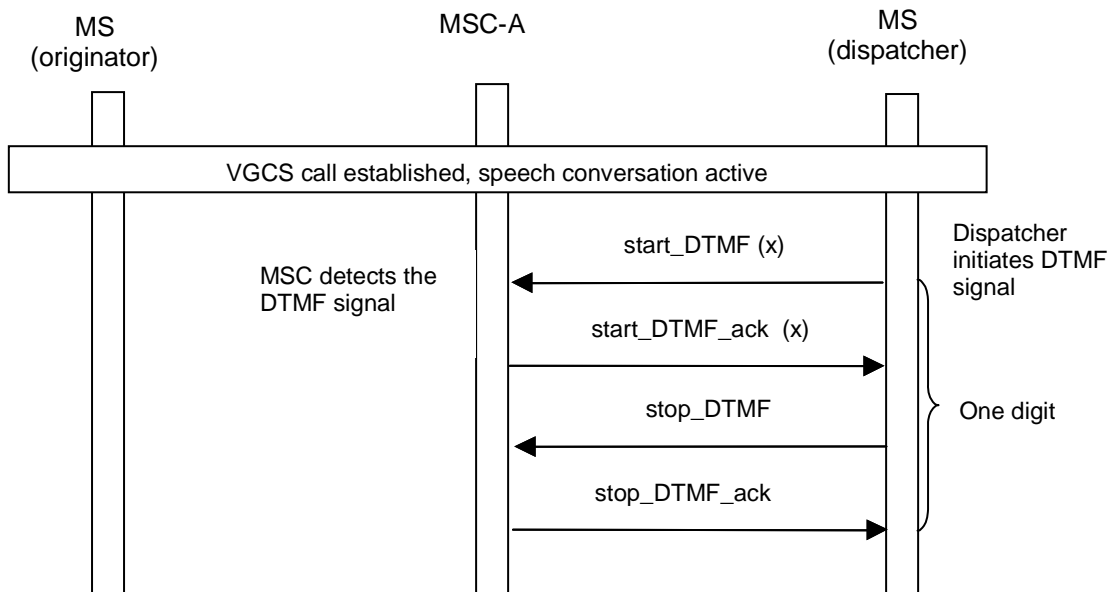 MS
(originator)
MSC-A
MS
(dispatcher)
VGCS call established, speech conversation active
start_DTMF (x)
Dispatcher
initiates DTMF
signal
MSC detects the
DTMF signal
start_DTMF_ack (x)
stop_DTMF
One digit
stop_DTMF_ack